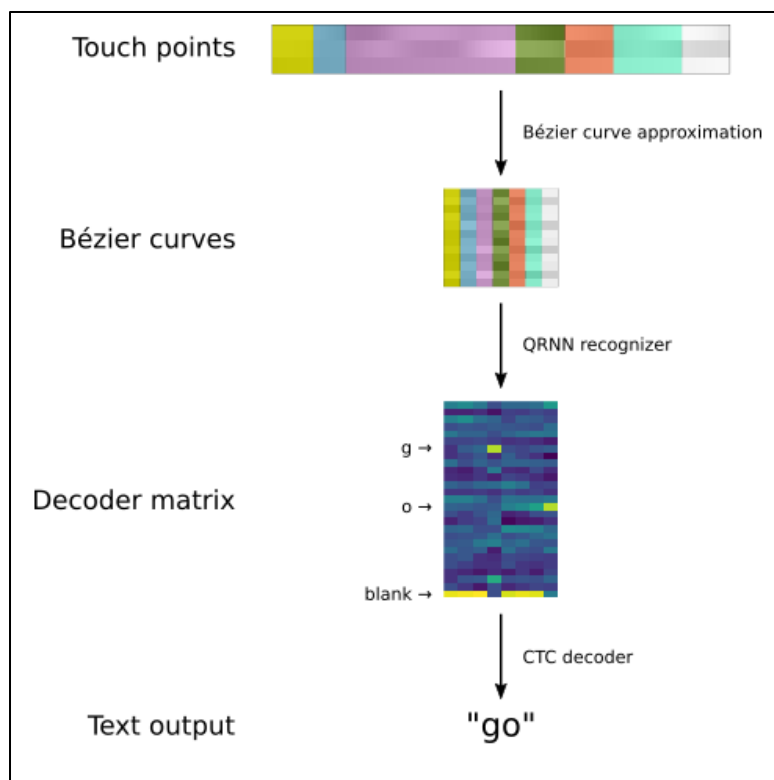 Touch points
Bézier curve approximation
Bézier curves
QRNN recognizer
g →
Decoder matrix
o →
blank →
CTC decoder
Text output
"go"